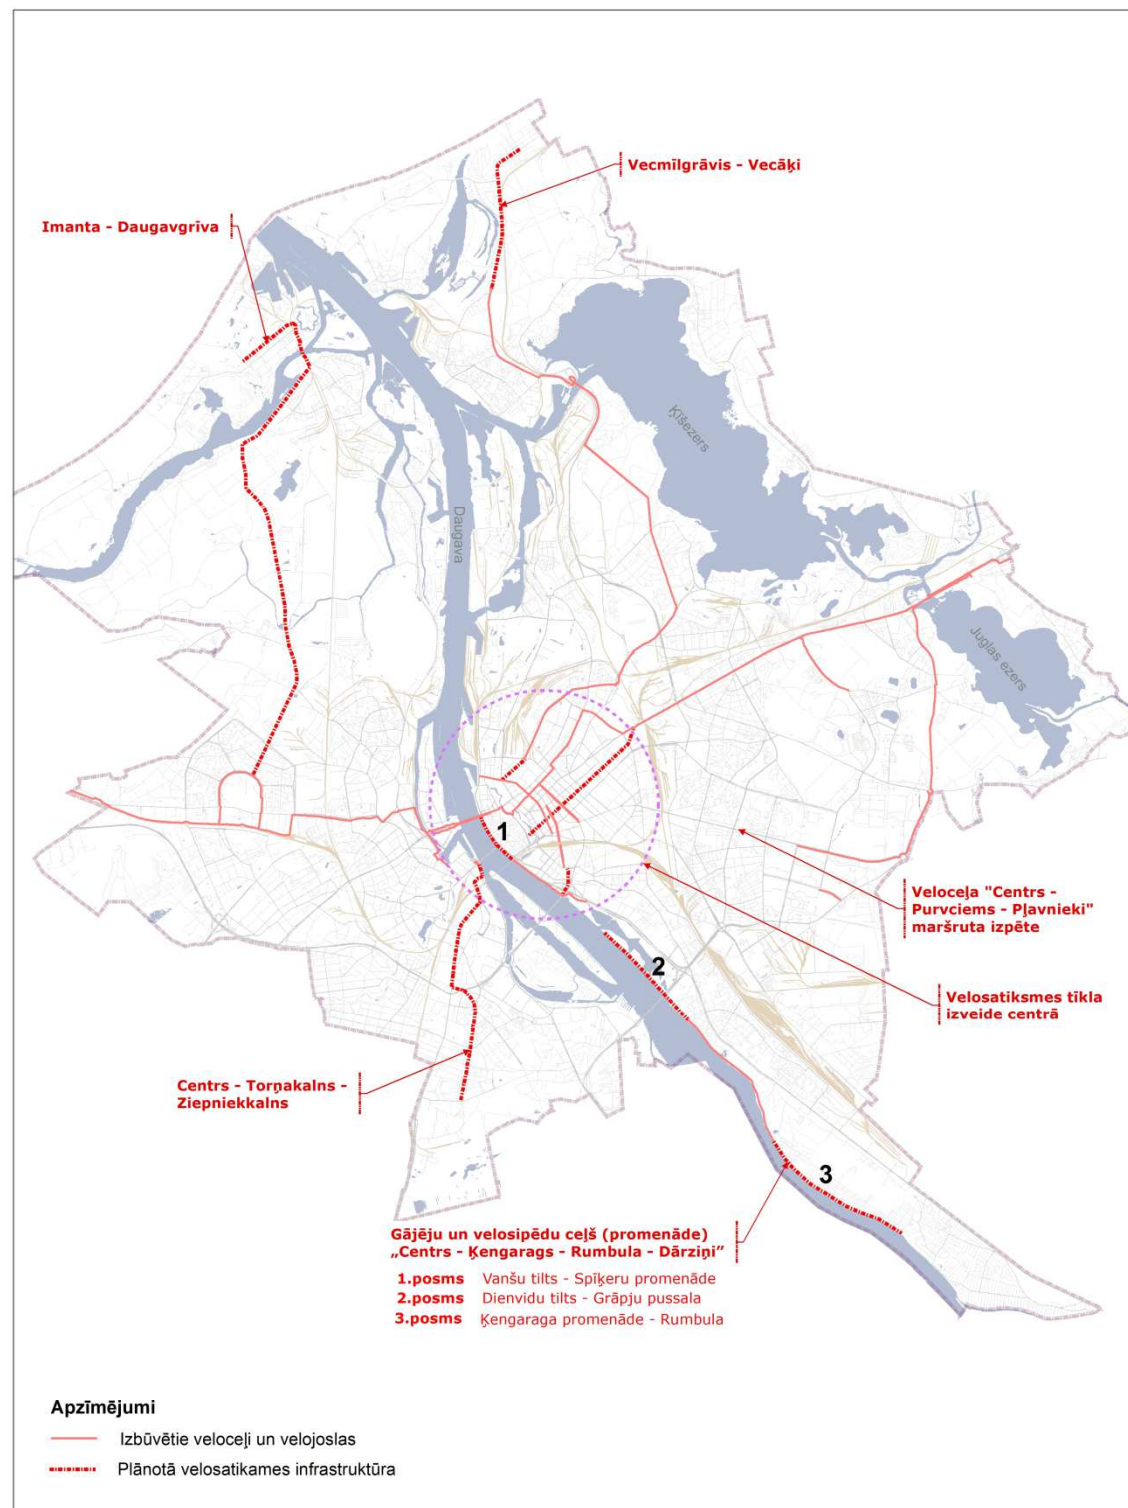 Vecmīlgrāvis - Vecāķi
Imanta - Daugavgrīva
Ķīšezers
Daugava
Juglas ezers
1
Veloceļa "Centrs -
Purvciems - Pļavnieki"
maršruta izpēte
2
Velosatiksmes tīkla
izveide centrā
Centrs - Torņakalns -
Ziepniekkalns
3
Gājēju un velosipēdu ceļš (promenāde)
„Centrs - Ķengarags - Rumbula - Dārziņi”
1.posms Vanšu tilts - Spīķeru promenāde
2.posms Dienvidu tilts - Grāpju pussala
3.posms Ķengaraga promenāde - Rumbula
Apzīmējumi
Izbūvētie veloceļi un velojoslas
Plānotā velosatikames infrastruktūra